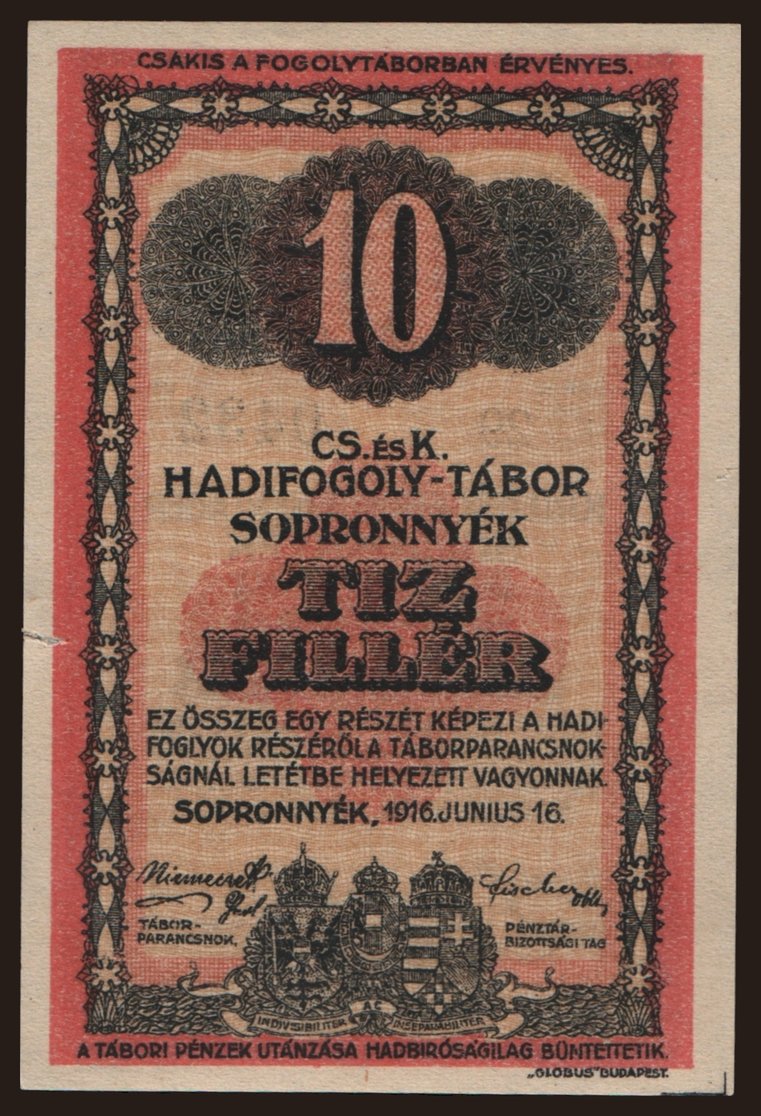 CSAKIS A FOGOLYTÁBORBAN ÉRVÉNYES.
10
CS. ÉS K.
HADIFOGOLY-TÁBOR
SOPRONNYÉK
TIZ
FILLÉR
EZ ÖSSZEG EGY RÉSZÉT KÉPEZI A HADI-
FOGLYOK RÉSZÉRŐL A TÁBORPARANCSNOK-
SÁGNÁL LETÉTBE HELYEZETT VAGYONNAK.
SOPRONNYÉK, 1916. JUNIUS 16.
Fischer
TÁBOR-
PARANCSNOK,
PÉNZTÁR-
BIZOTTSÁGI TAG
INDIVISIBILITER AC INSEPARABILITER
A TÁBORI PÉNZEK UTÁNZÁSA HADBIRÓSÁGILAG BÜNTETTETIK.
„GLOBUS" BUDAPEST.